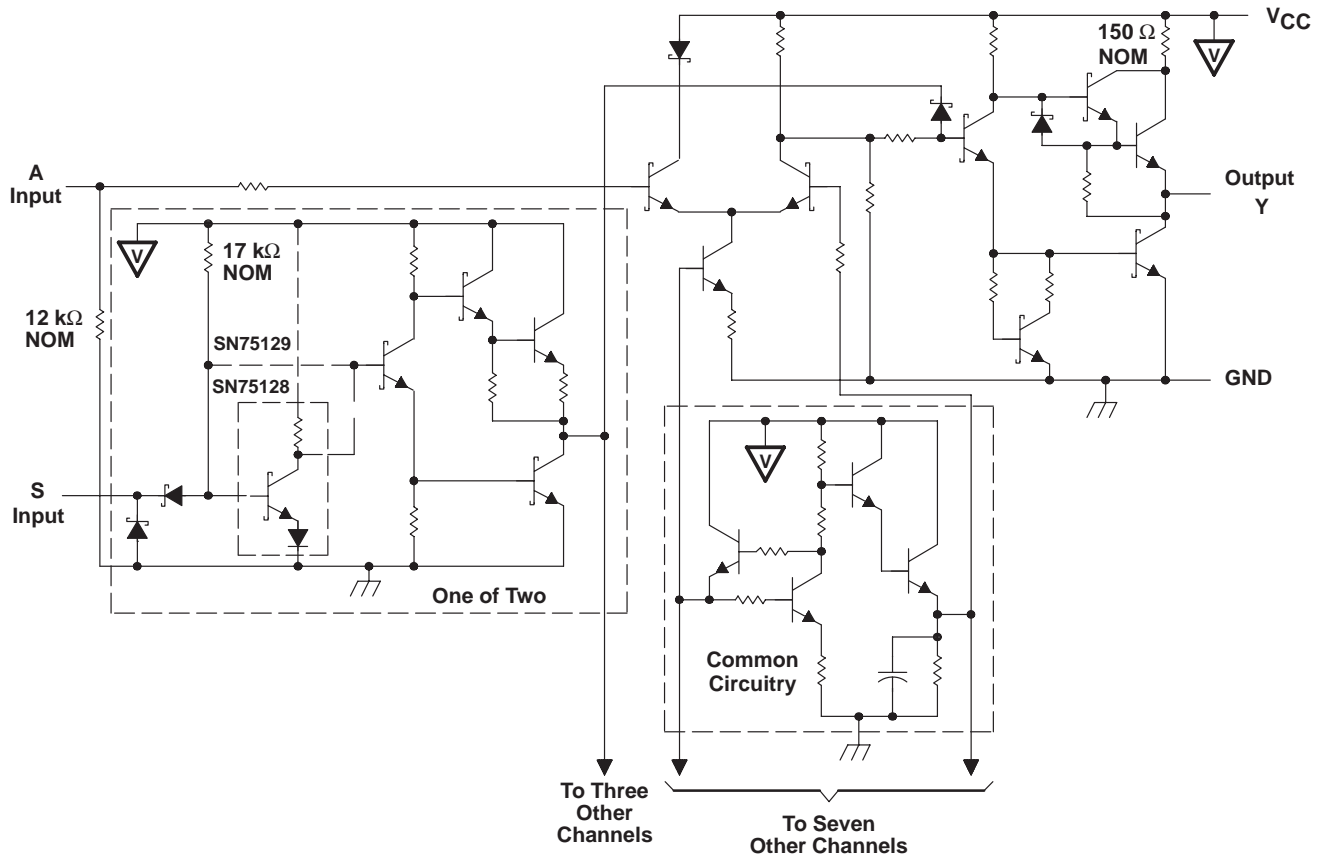 VCC
150 Ω
NOM
V
A
Input
Output
Y
V
17 kΩ
NOM
12 kΩ
NOM
SN75129
SN75128
GND
V
S
Input
One of Two
Common
Circuitry
To Three
Other
Channels
To Seven
Other Channels